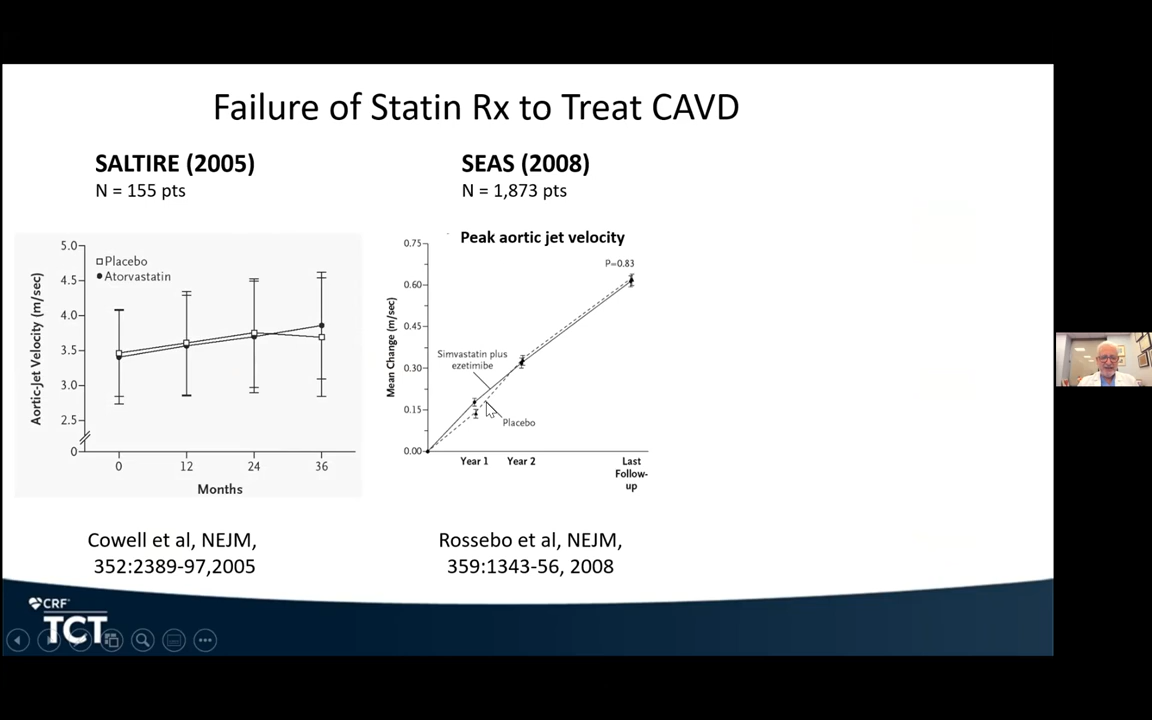 Failure of Statin Rx to Treat CAVD
SALTIRE (2005)
N = 155 pts
5.0
4.5
4.0
3.5
3.0
2.5
0
Aortic-Jet Velocity (m/sec)
Placebo
Atorvastatin
0
12
24
36
Months
Cowell et al, NEJM,
352:2389-97,2005
SEAS (2008)
N = 1,873 pts
Peak aortic jet velocity
0.75
0.60
0.45
0.30
0.15
0.00
Mean Change (m/sec)
P=0.83
Simvastatin plus
ezetimibe
Placebo
Year 1
Year 2
Last
Follow-
up
Rossebo et al, NEJM,
359:1343-56, 2008
CRF
TCT